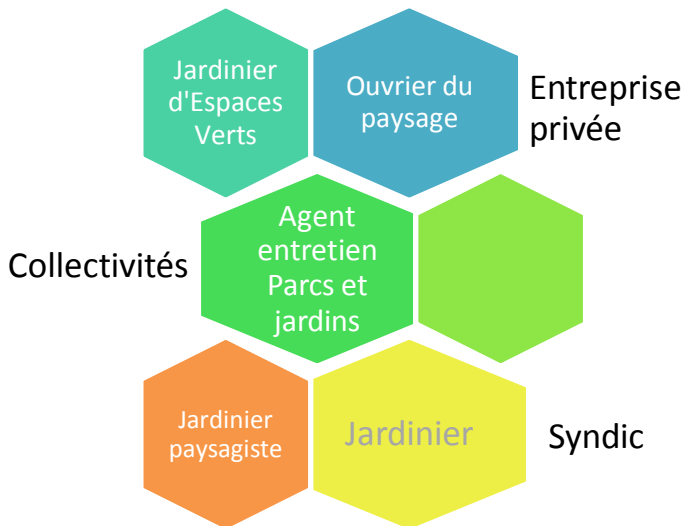 Jardinier
d'Espaces
Verts
Ouvrier du
paysage
Entreprise
privée
Collectivités
Agent
entretien
Parcs et
jardins
Jardinier
paysagiste
Jardinier
Syndic